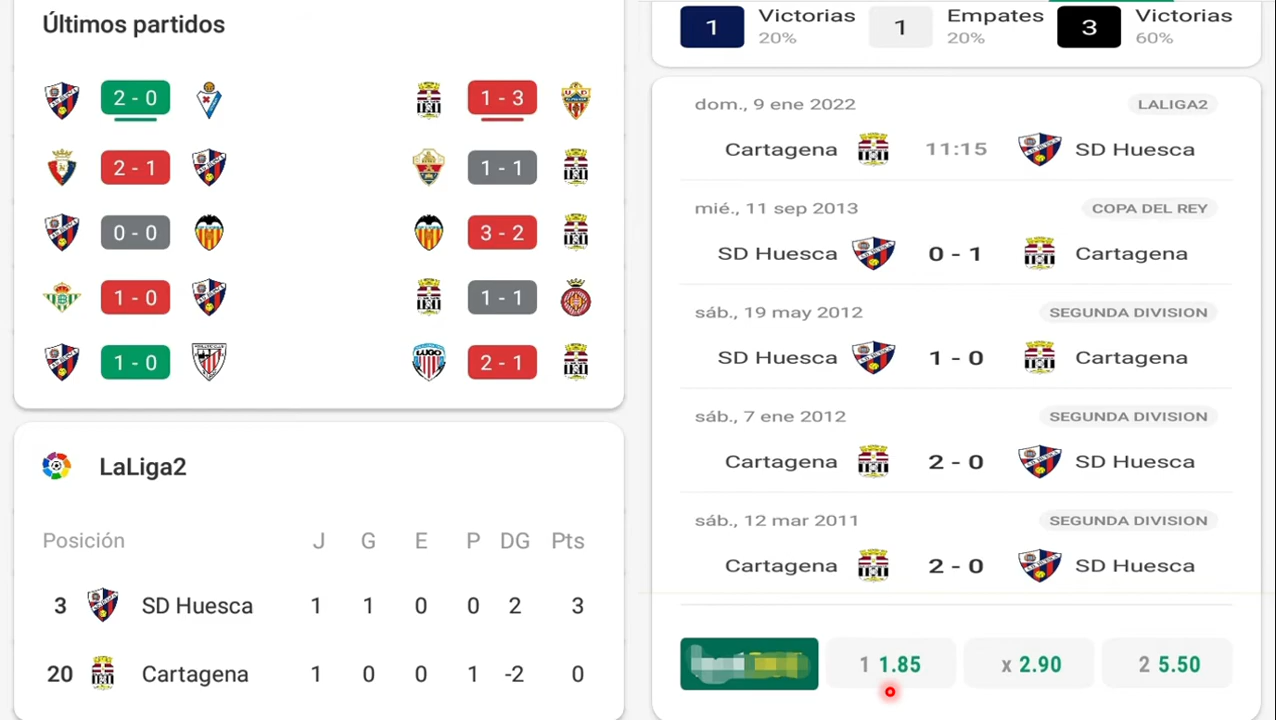 Últimos partidos
2 - 0
1 - 3
2 - 1
1 - 1
0 - 0
3 - 2
1 - 0
1 - 1
1 - 0
LUGO
2 - 1
LaLiga2
Posición J G E P DG Pts
3 SD Huesca 1 1 0 0 2 3
20 Cartagena 1 0 0 1 -2 0
1 Victorias 20%
1 Empates 20%
3 Victorias 60%
dom., 9 ene 2022 LALIGA2
Cartagena 11:15 SD Huesca
mié., 11 sep 2013 COPA DEL REY
SD Huesca 0 - 1 Cartagena
sáb., 19 may 2012 SEGUNDA DIVISION
SD Huesca 1 - 0 Cartagena
sáb., 7 ene 2012 SEGUNDA DIVISION
Cartagena 2 - 0 SD Huesca
sáb., 12 mar 2011 SEGUNDA DIVISION
Cartagena 2 - 0 SD Huesca
1 1.85 x 2.90 2 5.50